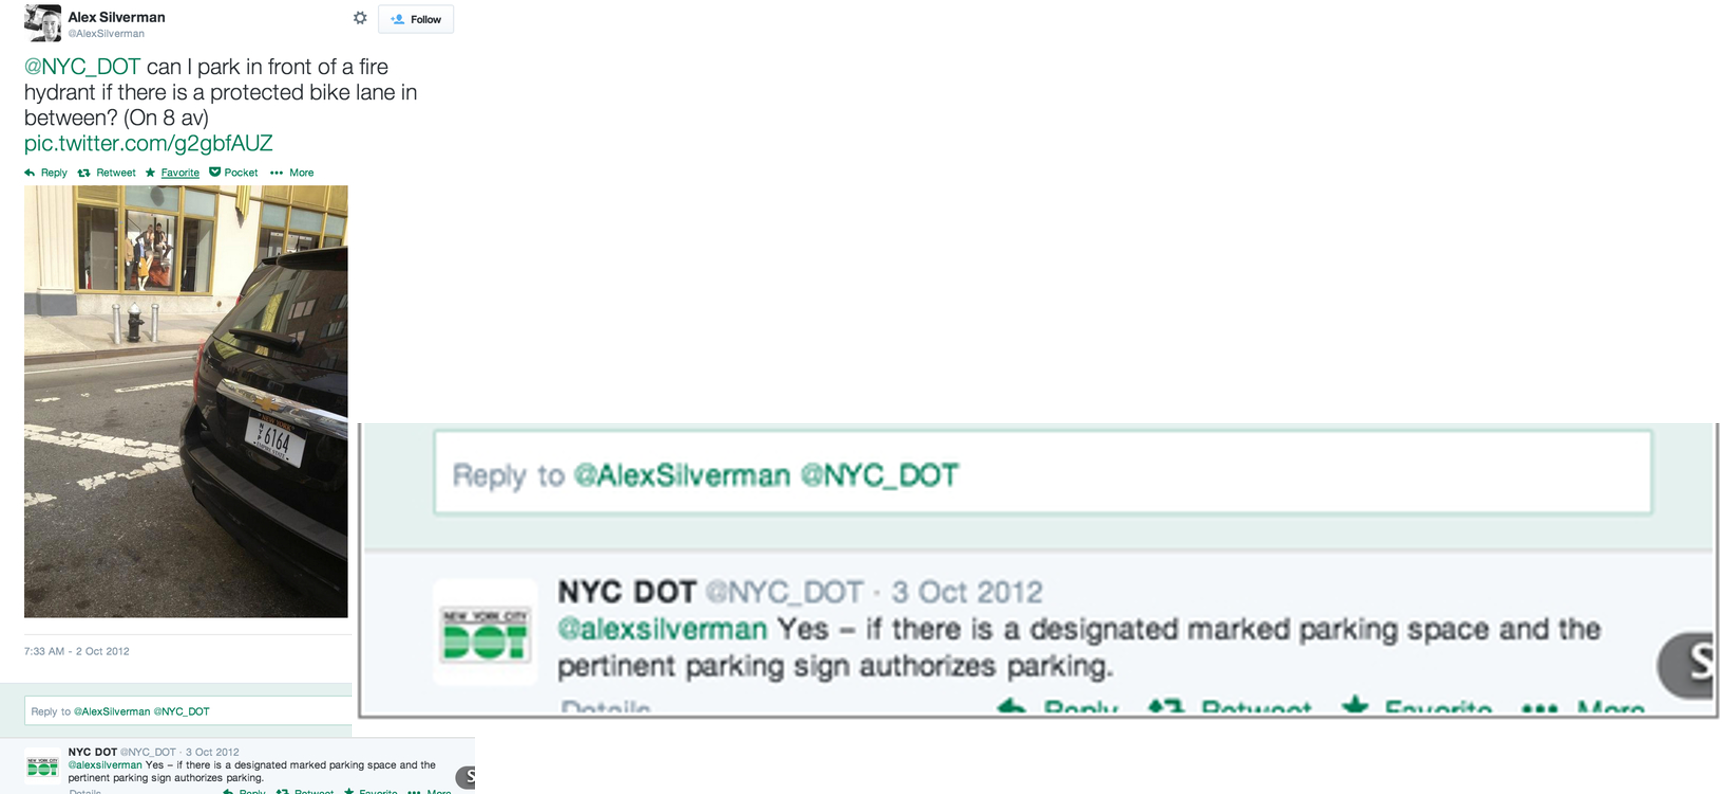 Alex Silverman
@AlexSilverman
Follow
@NYC_DOT can I park in front of a fire
hydrant if there is a protected bike lane in
between? (On 8 av)
pic.twitter.com/g2gbfAUZ
Reply Retweet Favorite Pocket More
6164
7:33 AM - 2 Oct 2012
Reply to @AlexSilverman @NYC_DOT
NYC DOT @NYC_DOT · 3 Oct 2012
@alexsilverman Yes – if there is a designated marked parking space and the
pertinent parking sign authorizes parking.
Details Reply Retweet Favorite More
Reply to @AlexSilverman @NYC_DOT
NEW YORK CITY
DOT
NYC DOT @NYC_DOT · 3 Oct 2012
@alexsilverman Yes – if there is a designated marked parking space and the
pertinent parking sign authorizes parking.
Details Reply Retweet Favorite More